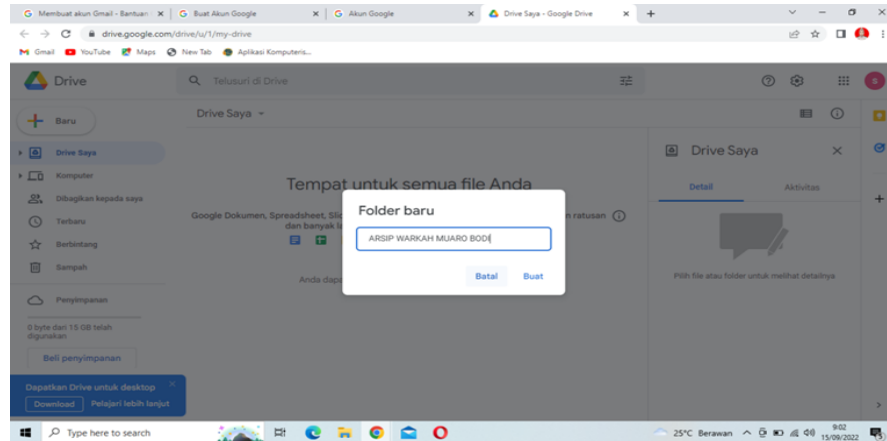 Membuat akun Gmail - Bantuan
Buat Akun Google
Akun Google
Drive Saya - Google Drive
drive.google.com/drive/u/1/my-drive
Gmail
YouTube
Maps
New Tab
Aplikasi Komputeris...
Drive
Telusuri di Drive
Baru
Drive Saya
Drive Saya
Komputer
Dibagikan kepada saya
Terbaru
Berbintang
Sampah
Penyimpanan
0 byte dari 15 GB telah
digunakan
Beli penyimpanan
Dapatkan Drive untuk desktop
Download
Pelajari lebih lanjut
Tempat untuk semua file Anda
Google Dokumen, Spreadsheet, Slid
n ratusan
dan banyak la
Anda dapa
Folder baru
ARSIP WARKAH MUARO BODI
Batal
Buat
Drive Saya
Detail
Aktivitas
Pilih file atau folder untuk melihat detailnya.
S
Type here to search
25°C Berawan
9:02
15/09/2022